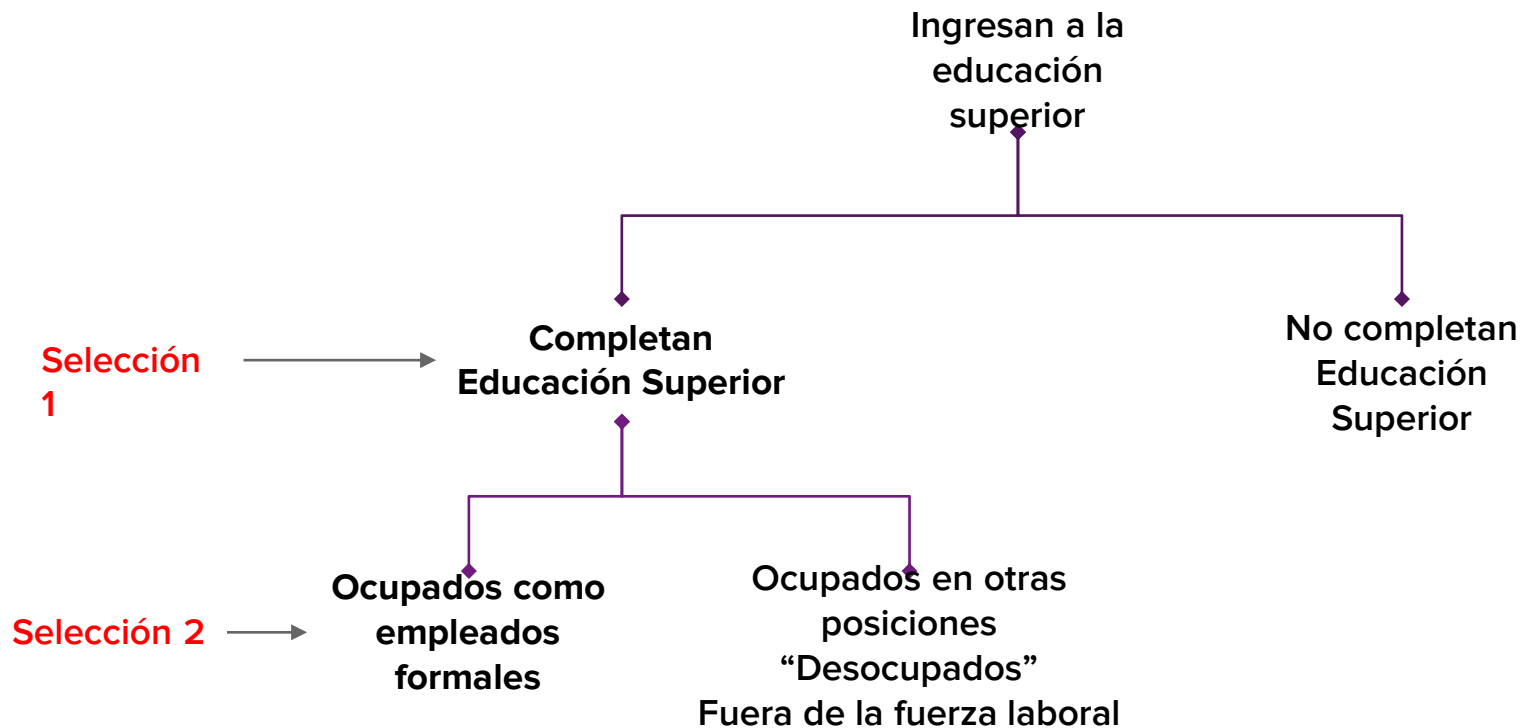 Ingresan a la
educación
superior
Selección
1
Completan
Educación Superior
No completan
Educación
Superior
Selección 2
Ocupados como
empleados
formales
Ocupados en otras
posiciones
“Desocupados”
Fuera de la fuerza laboral